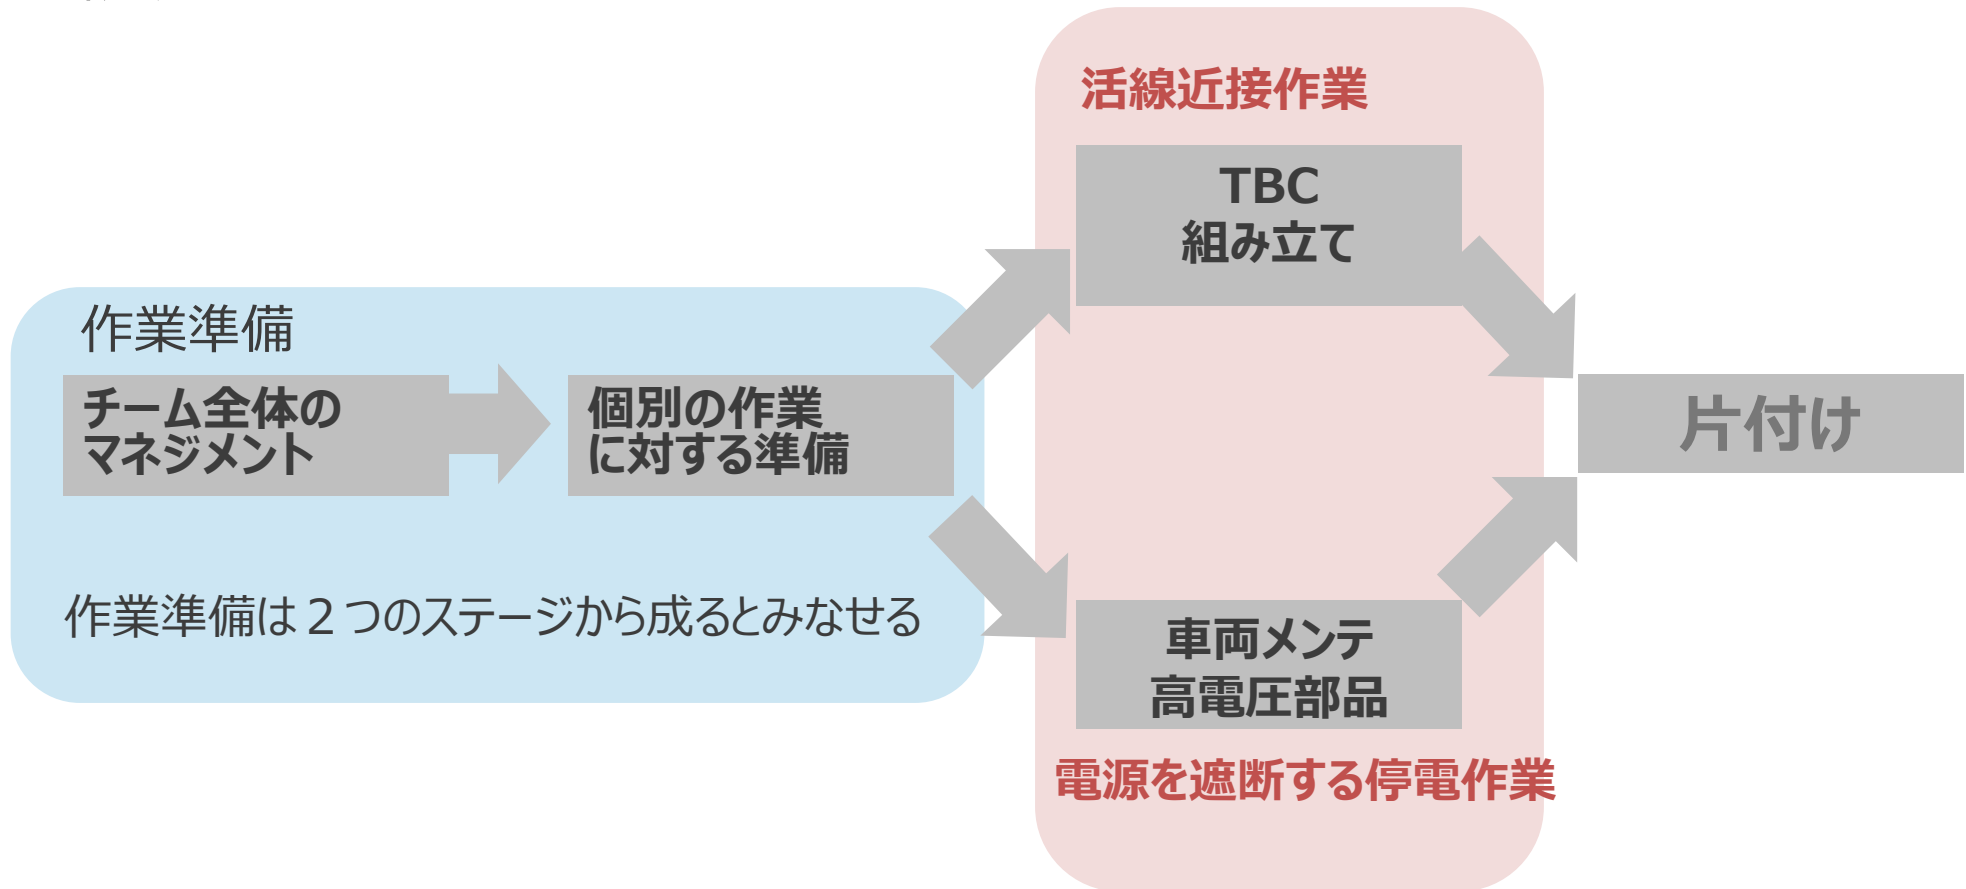 作業準備
チーム全体の
マネジメント
個別の作業
に対する準備
作業準備は２つのステージから成るとみなせる
活線近接作業
TBC
組み立て
車両メンテ
高電圧部品
電源を遮断する停電作業
片付け